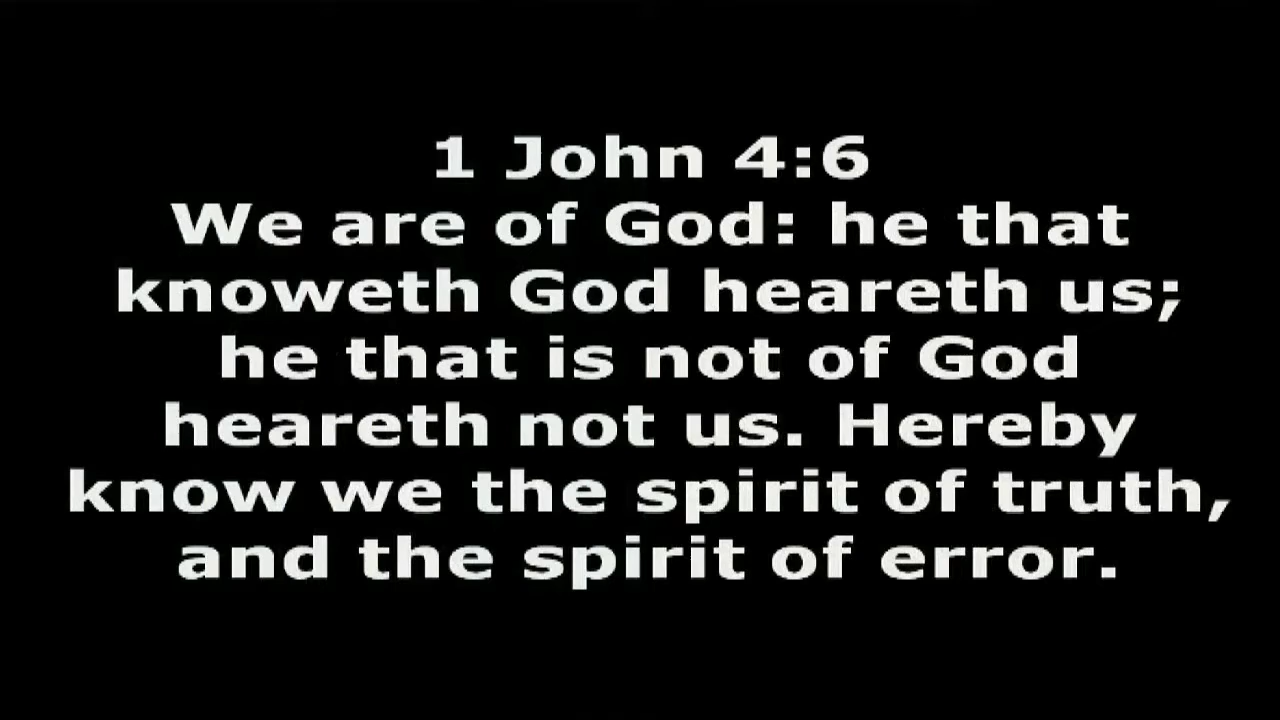 1 John 4:6
We are of God: he that
knoweth God heareth us;
he that is not of God
heareth not us. Hereby
know we the spirit of truth,
and the spirit of error.